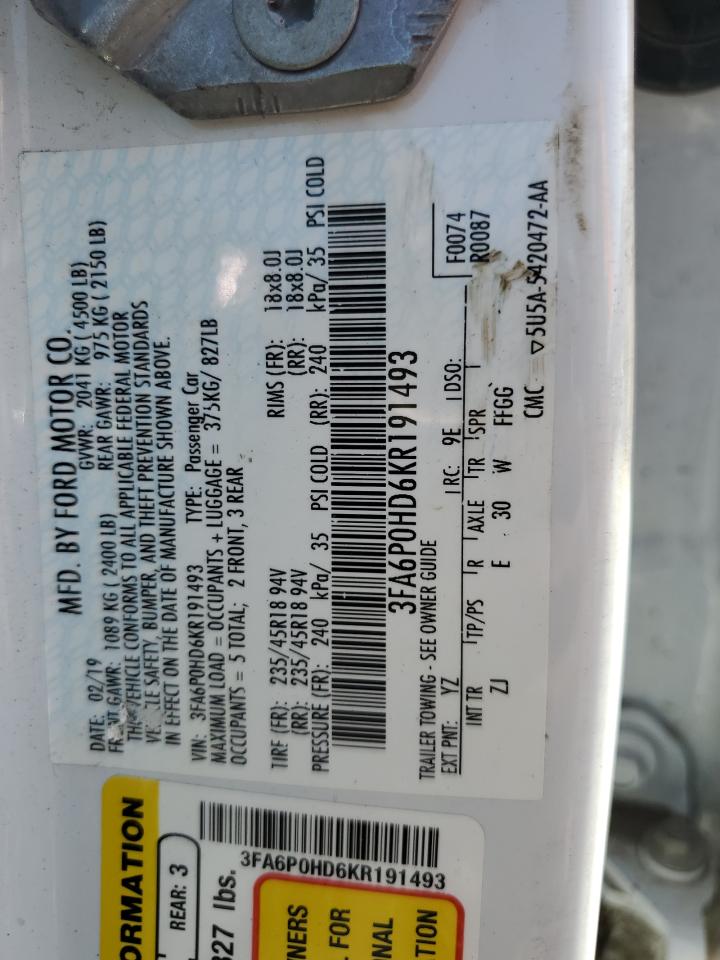 MFD. BY FORD MOTOR CO.
DATE: 02/19 GVWR: 2041 KG ( 4500 LB)
FRONT GAWR: 1089 KG ( 2400 LB) REAR GAWR: 975 KG ( 2150 LB)
THIS VEHICLE CONFORMS TO ALL APPLICABLE FEDERAL MOTOR
VEHICLE SAFETY, BUMPER, AND THEFT PREVENTION STANDARDS
IN EFFECT ON THE DATE OF MANUFACTURE SHOWN ABOVE.
VIN: 3FA6P0HD6KR191493 TYPE: Passenger Car
MAXIMUM LOAD = OCCUPANTS + LUGGAGE = 375KG/ 827LB
OCCUPANTS = 5 TOTAL; 2 FRONT, 3 REAR
TIRE (FR): 235/45R18 94V RIMS (FR): 18x8.0J
(RR): 235/45R18 94V (RR): 18x8.0J
PRESSURE (FR): 240 kPa/ 35 PSI COLD (RR): 240 kPa/ 35 PSI COLD
3FA6P0HD6KR191493
TRAILER TOWING - SEE OWNER GUIDE F0074
EXT PNT: YZ RC: 9E DSO: R0087
INT TR TP/PS R AXLE TR SPR
ZJ E 30 W FFGG
CMC ▽5U5A-5420472-AA
ORMATION
REAR: 3
827 lbs.
3FA6P0HD6KR191493
NERS
FOR
NAL
TION